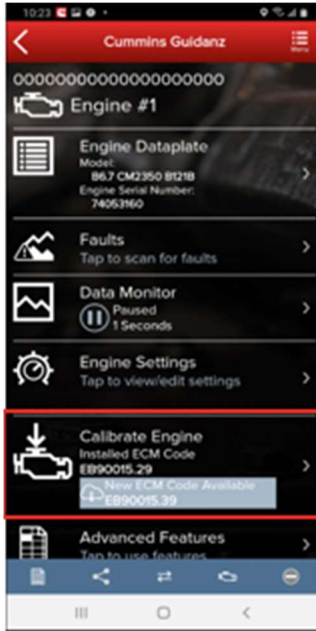 10:23
Cummins Guidanz
Menu
00000000000000000000
Engine #1
Engine Dataplate
Model:
B6.7 CM2350 B121B
Engine Serial Number:
74053160
Faults
Tap to scan for faults
Data Monitor
Paused
1 Seconds
Engine Settings
Tap to view/edit settings
Calibrate Engine
Installed ECM Code
EB90015.29
New ECM Code Available
EB90015.39
Advanced Features
Tap to use features